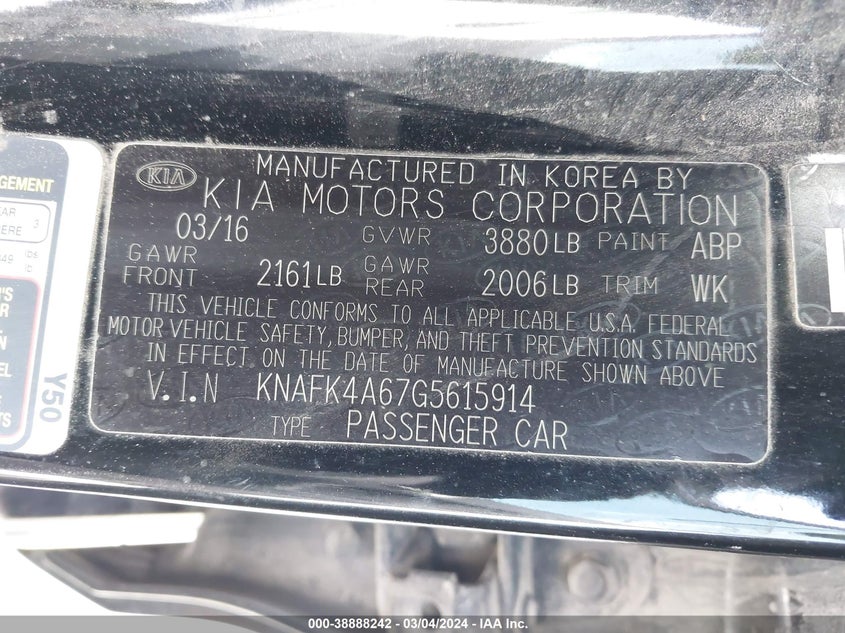 KIA
MANUFACTURED IN KOREA BY
KIA MOTORS CORPORATION
03/16 GVWR 3880LB PAINT ABP
GAWR FRONT 2161LB GAWR REAR 2006LB TRIM WK
THIS VEHICLE CONFORMS TO ALL APPLICABLE U.S.A. FEDERAL
MOTOR VEHICLE SAFETY, BUMPER, AND THEFT PREVENTION STANDARDS
IN EFFECT ON THE DATE OF MANUFACTURE SHOWN ABOVE
V.I.N KNAFK4A67G5615914
TYPE PASSENGER CAR
GEMENT
3
lbs
Y50
000-38888242 - 03/04/2024 - IAA Inc.